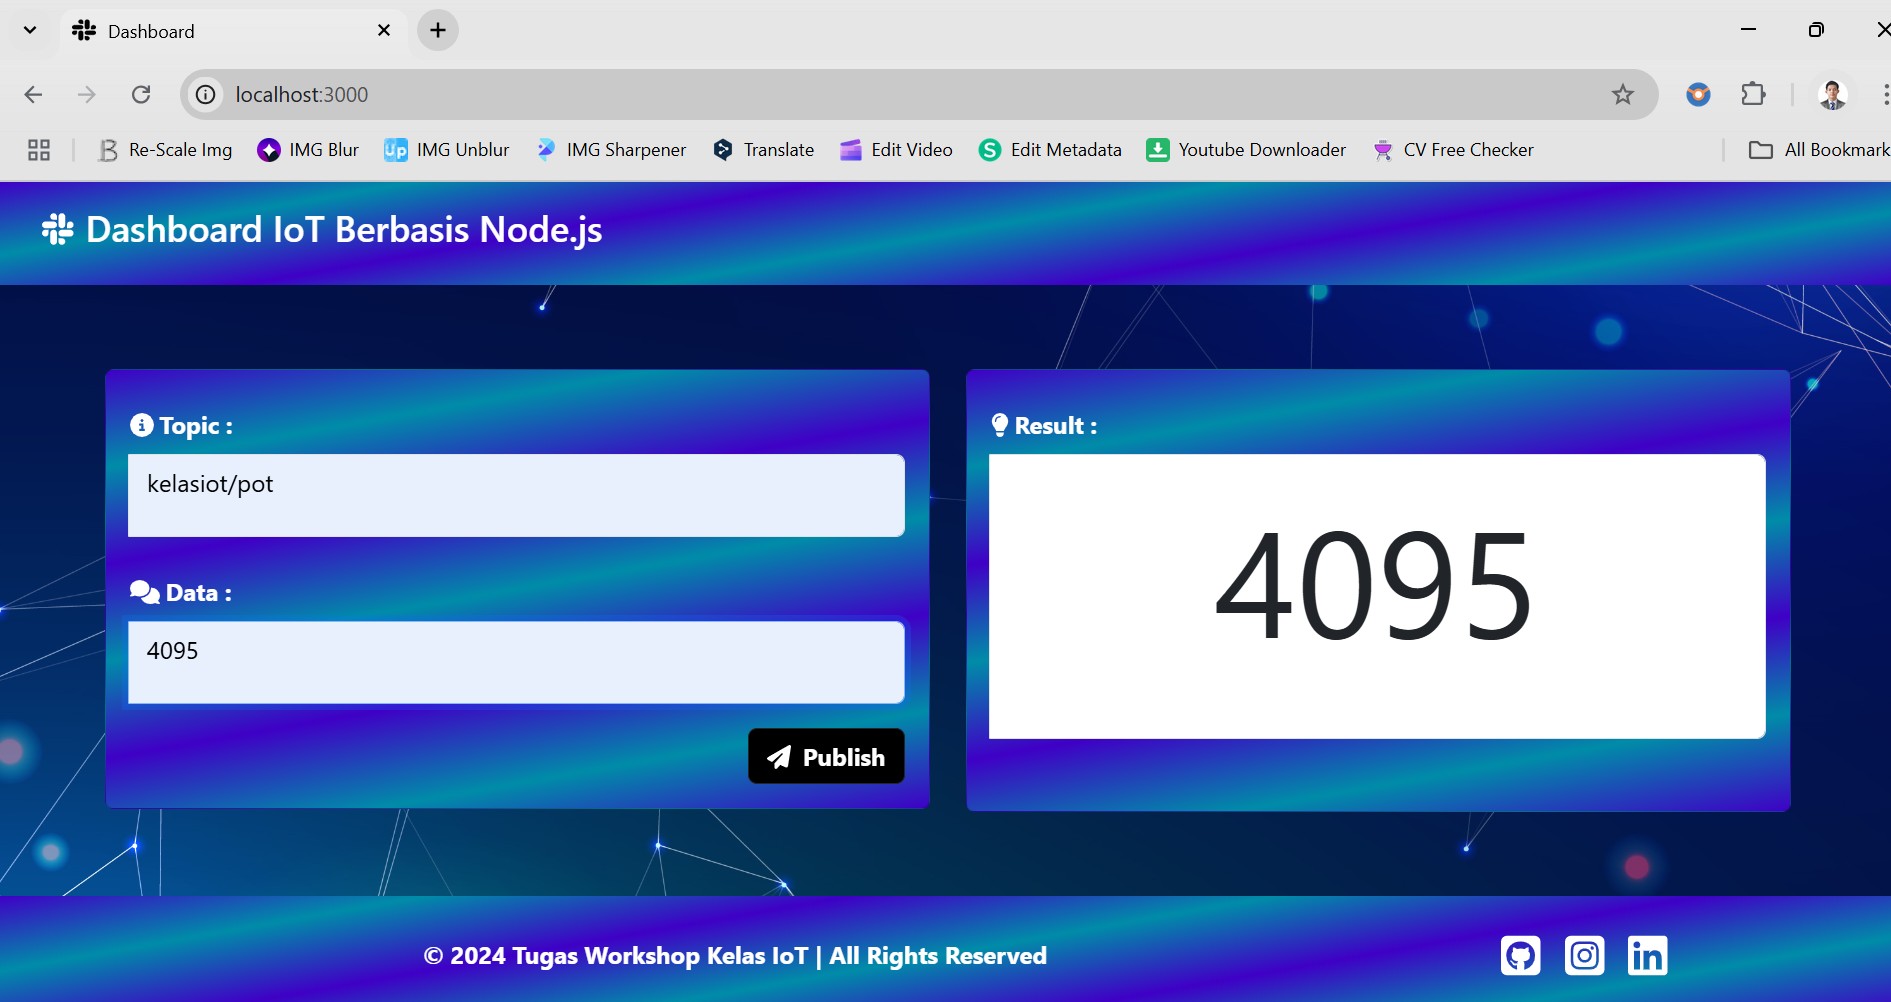 Dashboard
localhost:3000
Re-Scale Img
IMG Blur
Up
IMG Unblur
IMG Sharpener
Translate
Edit Video
S
Edit Metadata
Youtube Downloader
CV Free Checker
All Bookmark
Dashboard IoT Berbasis Node.js
Topic :
kelasiot/pot
Data :
4095
Publish
Result :
4095
© 2024 Tugas Workshop Kelas IoT | All Rights Reserved
in